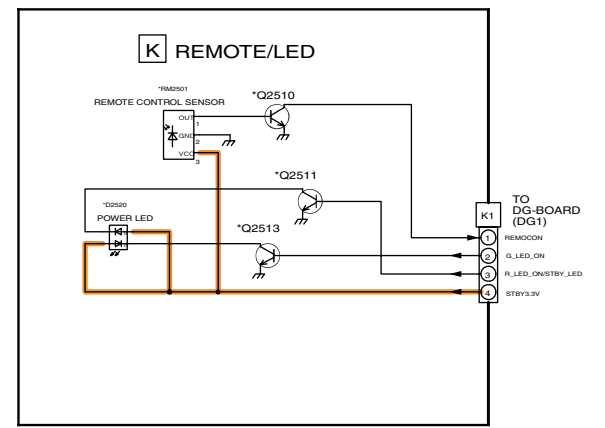 K REMOTE/LED
*RM2501
REMOTE CONTROL SENSOR
*Q2510
OUT
1
GND
2
VCC
3
*Q2511
*D2520
POWER LED
*Q2513
TO
DG-BOARD
(DG1)
K1
1 REMOCON
2 G_LED_ON
3 R_LED_ON/STBY_LED
4 STBY3.3V